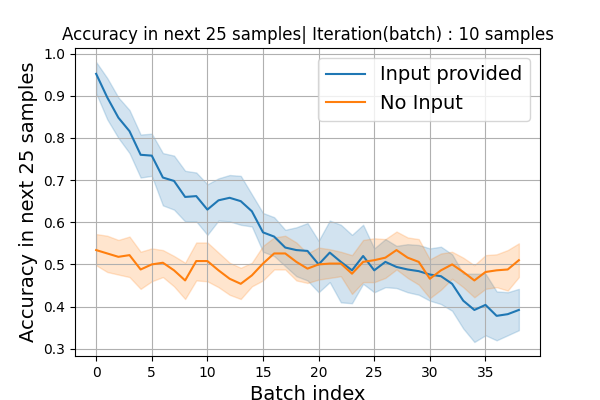 Accuracy in next 25 samples| Iteration(batch) : 10 samples
Input provided
No Input
Accuracy in next 25 samples
1.0
0.9
0.8
0.7
0.6
0.5
0.4
0.3
0 5 10 15 20 25 30 35
Batch index